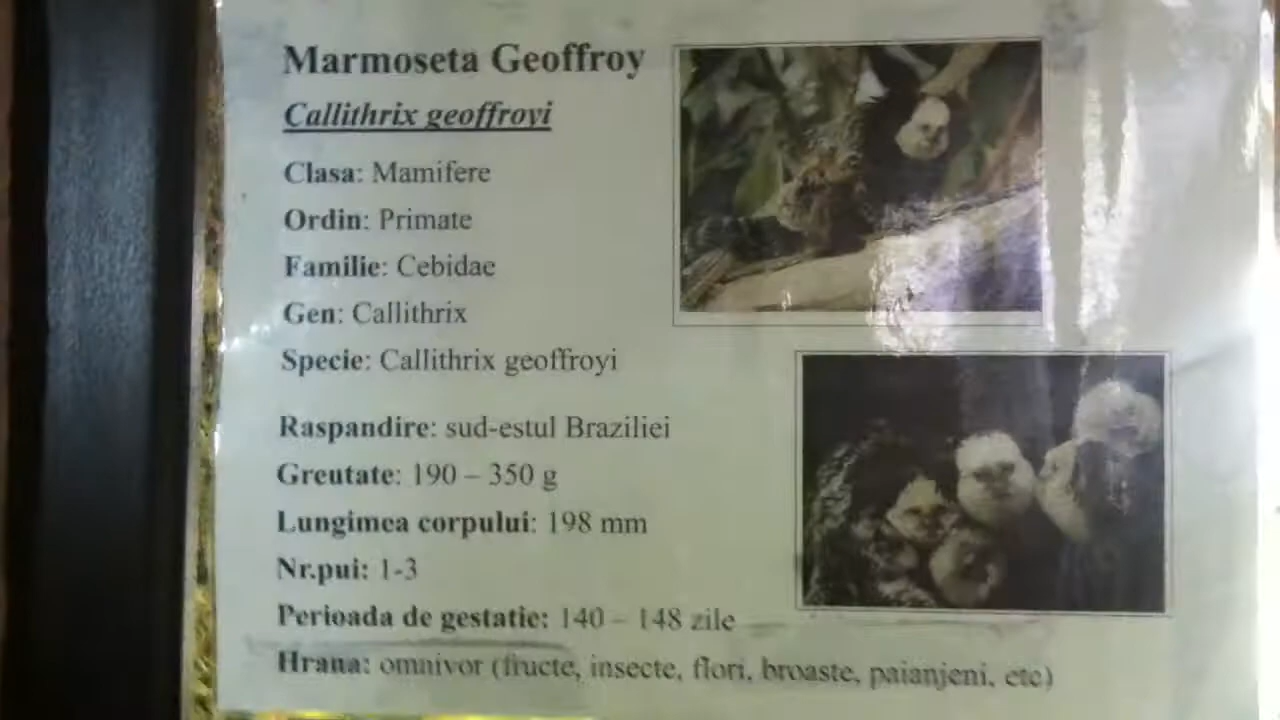 Marmoseta Geoffroy
Callithrix geoffroyi
Clasa: Mamifere
Ordin: Primate
Familie: Cebidae
Gen: Callithrix
Specie: Callithrix geoffroyi
Raspandire: sud-estul Braziliei
Greutate: 190 – 350 g
Lungimea corpului: 198 mm
Nr.pui: 1-3
Perioada de gestatie: 140 – 148 zile
Hrana: omnivor (fructe, insecte, flori, broaste, paianjeni, etc)